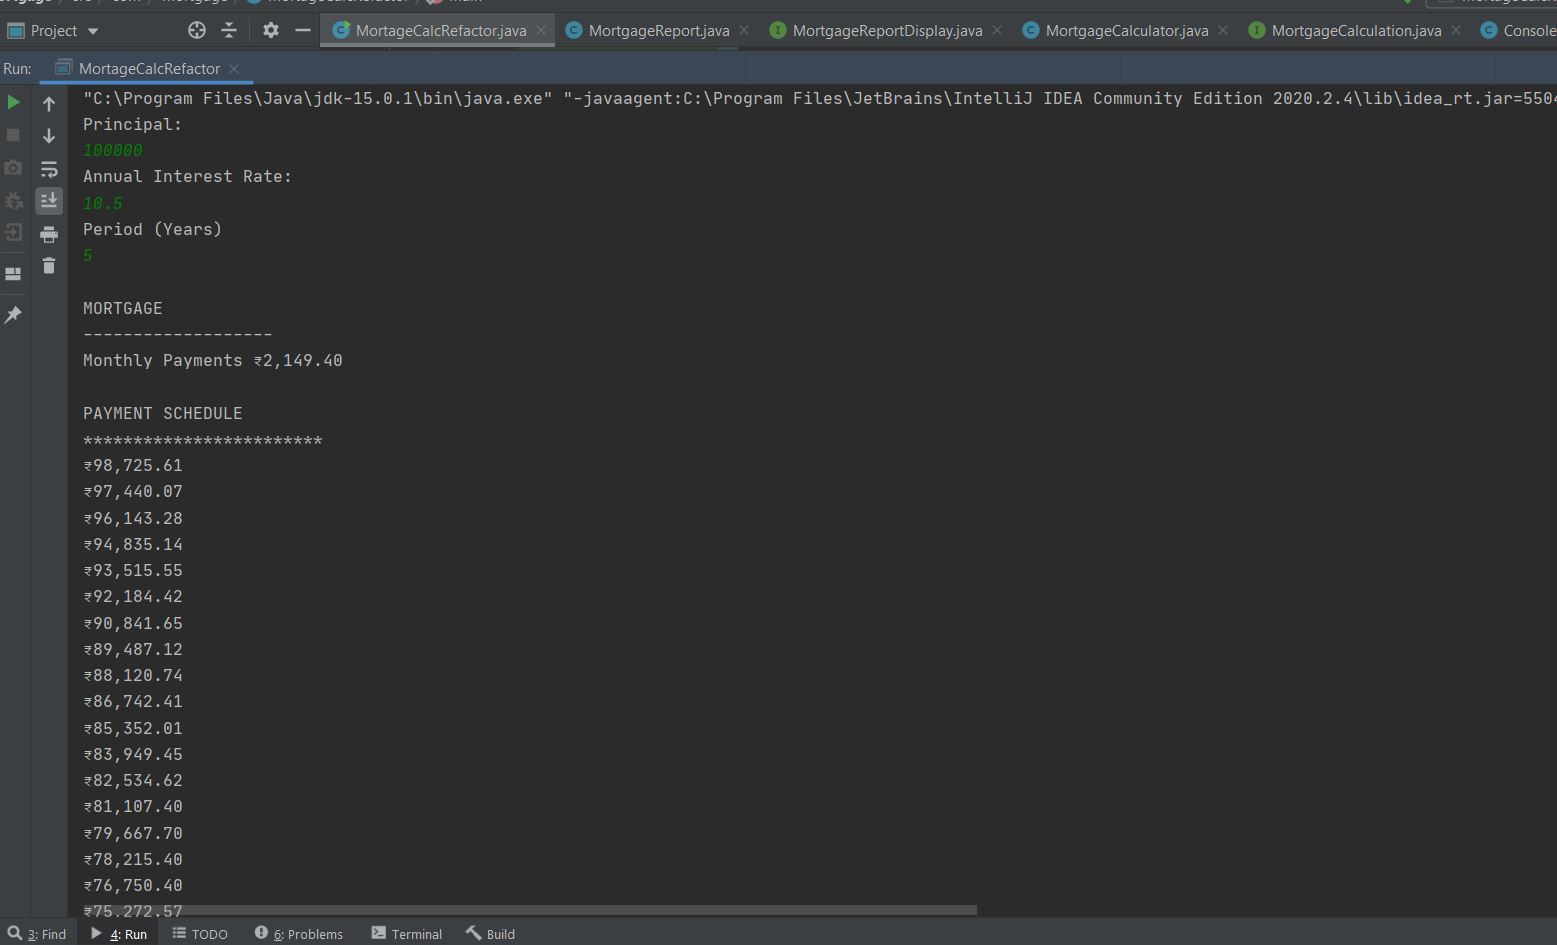 Project MortageCalcRefactor.java MortgageReport.java MortgageReportDisplay.java MortgageCalculator.java MortgageCalculation.java Console
Run: MortageCalcRefactor
"C:\Program Files\Java\jdk-15.0.1\bin\java.exe" "-javaagent:C:\Program Files\JetBrains\IntelliJ IDEA Community Edition 2020.2.4\lib\idea_rt.jar=5504
Principal:
100000
Annual Interest Rate:
10.5
Period (Years)
5
MORTGAGE
-------------------
Monthly Payments ₹2,149.40
PAYMENT SCHEDULE
************************
₹98,725.61
₹97,440.07
₹96,143.28
₹94,835.14
₹93,515.55
₹92,184.42
₹90,841.65
₹89,487.12
₹88,120.74
₹86,742.41
₹85,352.01
₹83,949.45
₹82,534.62
₹81,107.40
₹79,667.70
₹78,215.40
₹76,750.40
₹75,272.57
3: Find 4: Run TODO 6: Problems Terminal Build